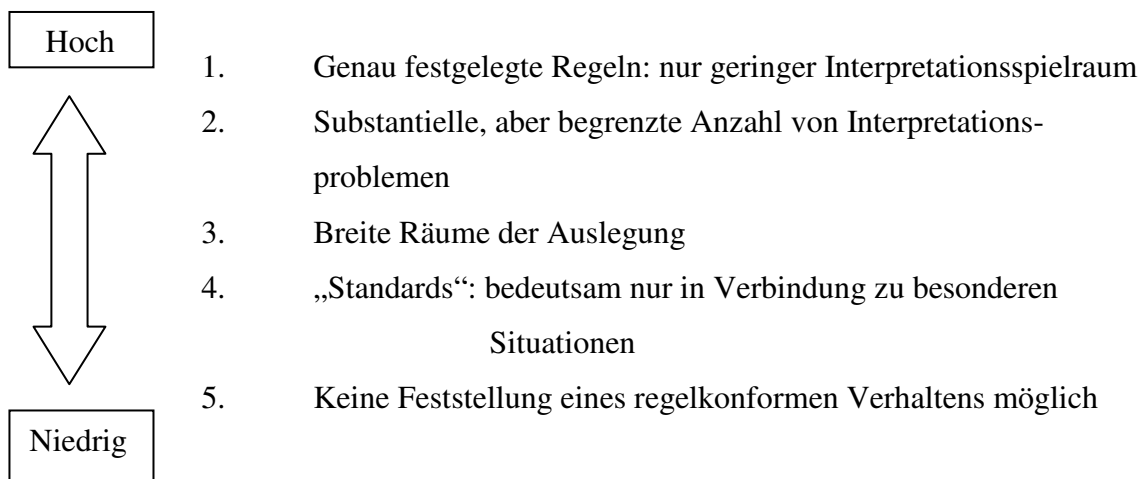 Hoch
1. Genau festgelegte Regeln: nur geringer Interpretationsspielraum
2. Substantielle, aber begrenzte Anzahl von Interpretations-
problemen
3. Breite Räume der Auslegung
4. „Standards“: bedeutsam nur in Verbindung zu besonderen
Situationen
5. Keine Feststellung eines regelkonformen Verhaltens möglich
Niedrig